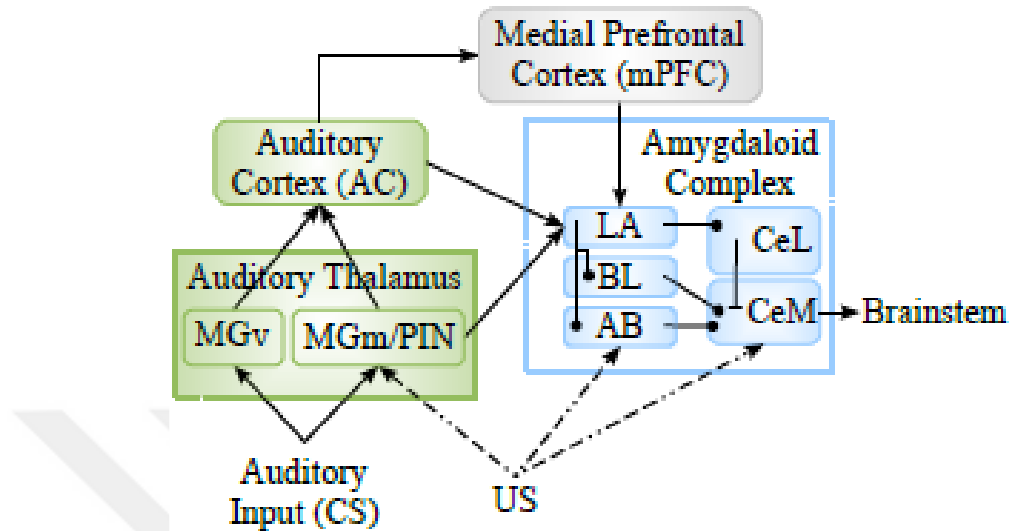 Medial Prefrontal
Cortex (mPFC)
Auditory
Cortex (AC)
Amygdaloid
Complex
LA
CeL
Auditory Thalamus
BL
MGv
MGm/PIN
AB
CeM
Brainstem
Auditory
Input (CS)
US